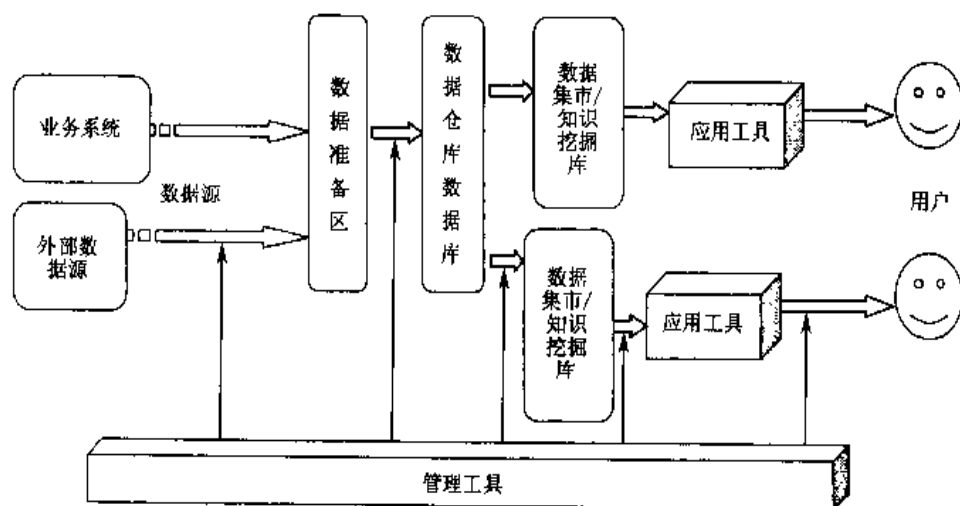 业务系统
数据源
外部数
据源
数据准备区
数据仓库数据库
数据
集市/
知识
挖掘
库
应用工具
用户
数据
集市/
知识
挖掘
库
应用工具
管理工具